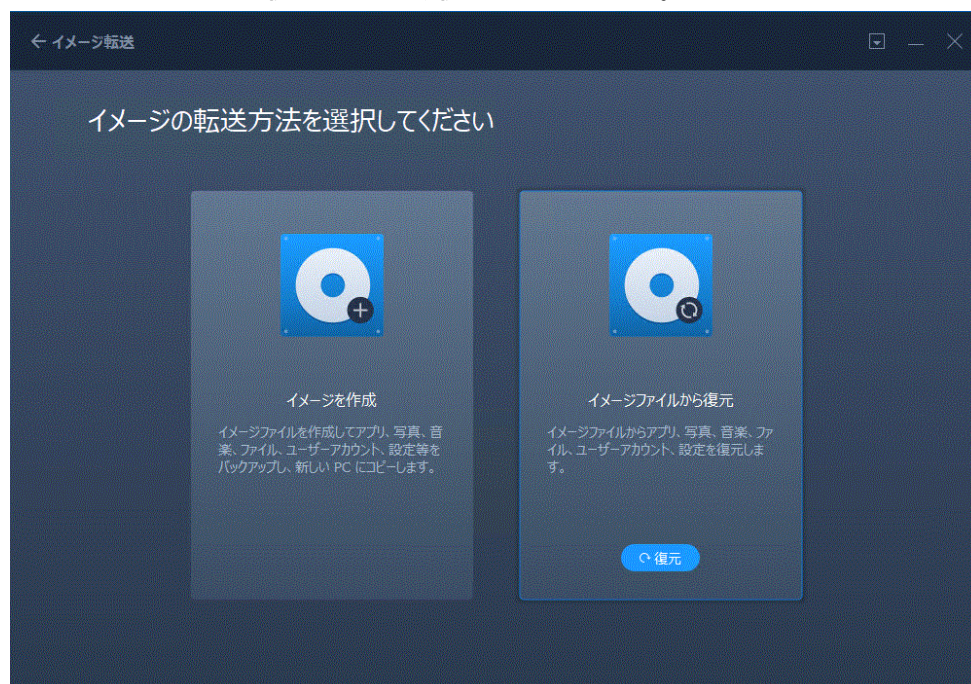 ← イメージ転送
イメージの転送方法を選択してください
イメージを作成
イメージファイルを作成してアプリ、写真、音
楽、ファイル、ユーザーアカウント、設定等を
バックアップし、新しい PC にコピーします。
イメージファイルから復元
イメージファイルからアプリ、写真、音楽、ファ
イル、ユーザーアカウント、設定を復元しま
す。
復元